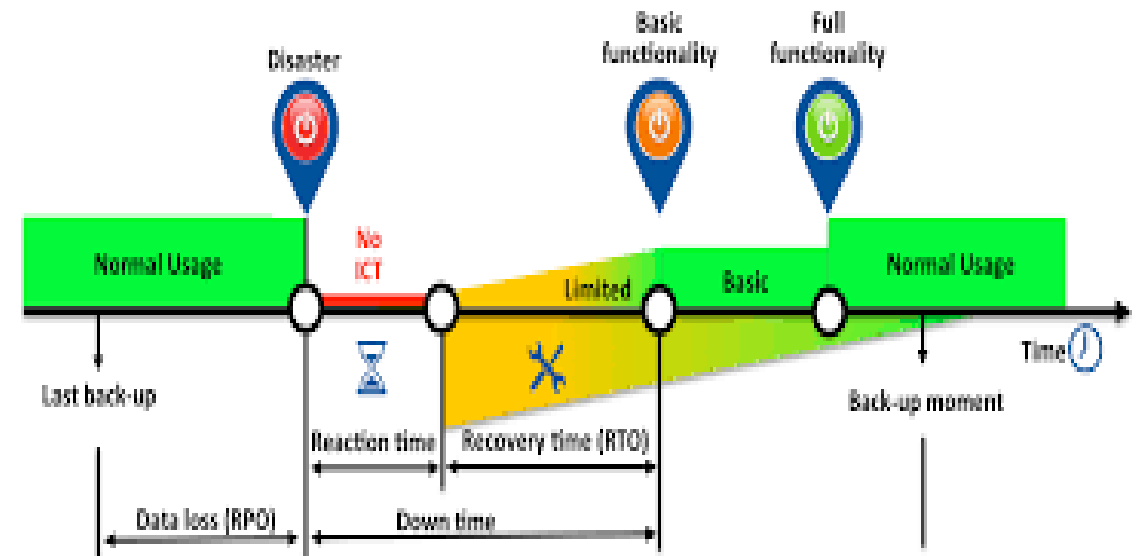 Disaster
Basic
functionality
Full
functionality
Normal Usage
No
ICT
Limited
Basic
Normal Usage
Time
Last back-up
Back-up moment
Reaction time
Recovery time (RTO)
Data loss (RPO)
Down time